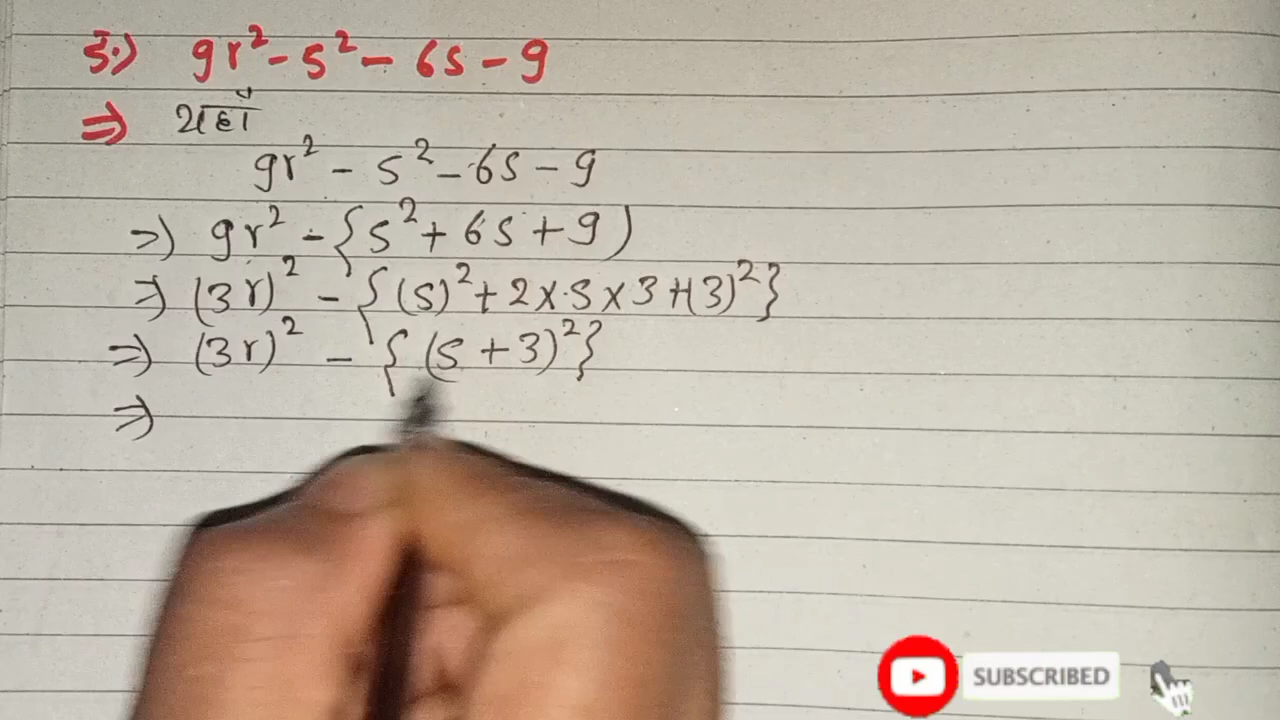 3.) 9r² - s² - 6s - 9
⇒ यहाँ
9r² - s² - 6s - 9
⇒) 9r² - {s² + 6s + 9)
⇒ (3r)² - {(s)² + 2 × s × 3 + (3)²}
⇒) (3r)² - {(s + 3)²}
⇒
SUBSCRIBED